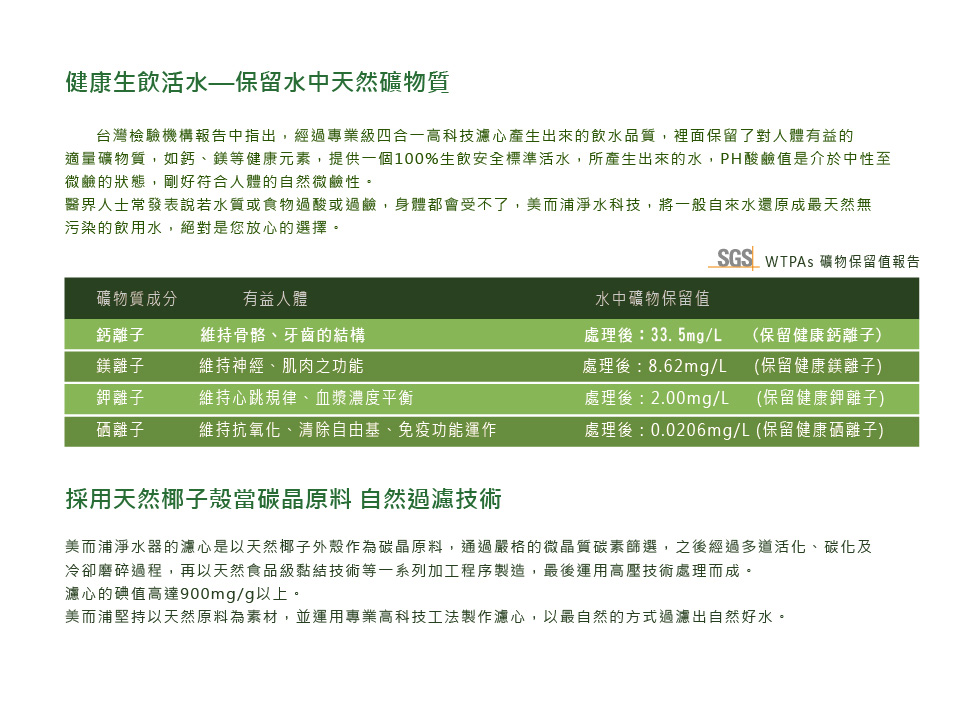 健康生飲活水—保留水中天然礦物質
台灣檢驗機構報告中指出，經過專業級四合一高科技濾心產生出來的飲水品質，裡面保留了對人體有益的
適量礦物質，如鈣、鎂等健康元素，提供一個100%生飲安全標準活水，所產生出來的水，PH酸鹼值是介於中性至
微鹼的狀態，剛好符合人體的自然微鹼性。
醫界人士常發表說若水質或食物過酸或過鹼，身體都會受不了，美而浦淨水科技，將一般自來水還原成最天然無
污染的飲用水，絕對是您放心的選擇。
SGS WTPAs 礦物保留值報告
礦物質成分 有益人體 水中礦物保留值
鈣離子 維持骨骼、牙齒的結構 處理後：33.5mg/L （保留健康鈣離子）
鎂離子 維持神經、肌肉之功能 處理後：8.62mg/L (保留健康鎂離子)
鉀離子 維持心跳規律、血漿濃度平衡 處理後：2.00mg/L (保留健康鉀離子)
硒離子 維持抗氧化、清除自由基、免疫功能運作 處理後：0.0206mg/L (保留健康硒離子)
採用天然椰子殼當碳晶原料 自然過濾技術
美而浦淨水器的濾心是以天然椰子外殼作為碳晶原料，通過嚴格的微晶質碳素篩選，之後經過多道活化、碳化及
冷卻磨碎過程，再以天然食品級黏結技術等一系列加工程序製造，最後運用高壓技術處理而成。
濾心的碘值高達900mg/g以上。
美而浦堅持以天然原料為素材，並運用專業高科技工法製作濾心，以最自然的方式過濾出自然好水。